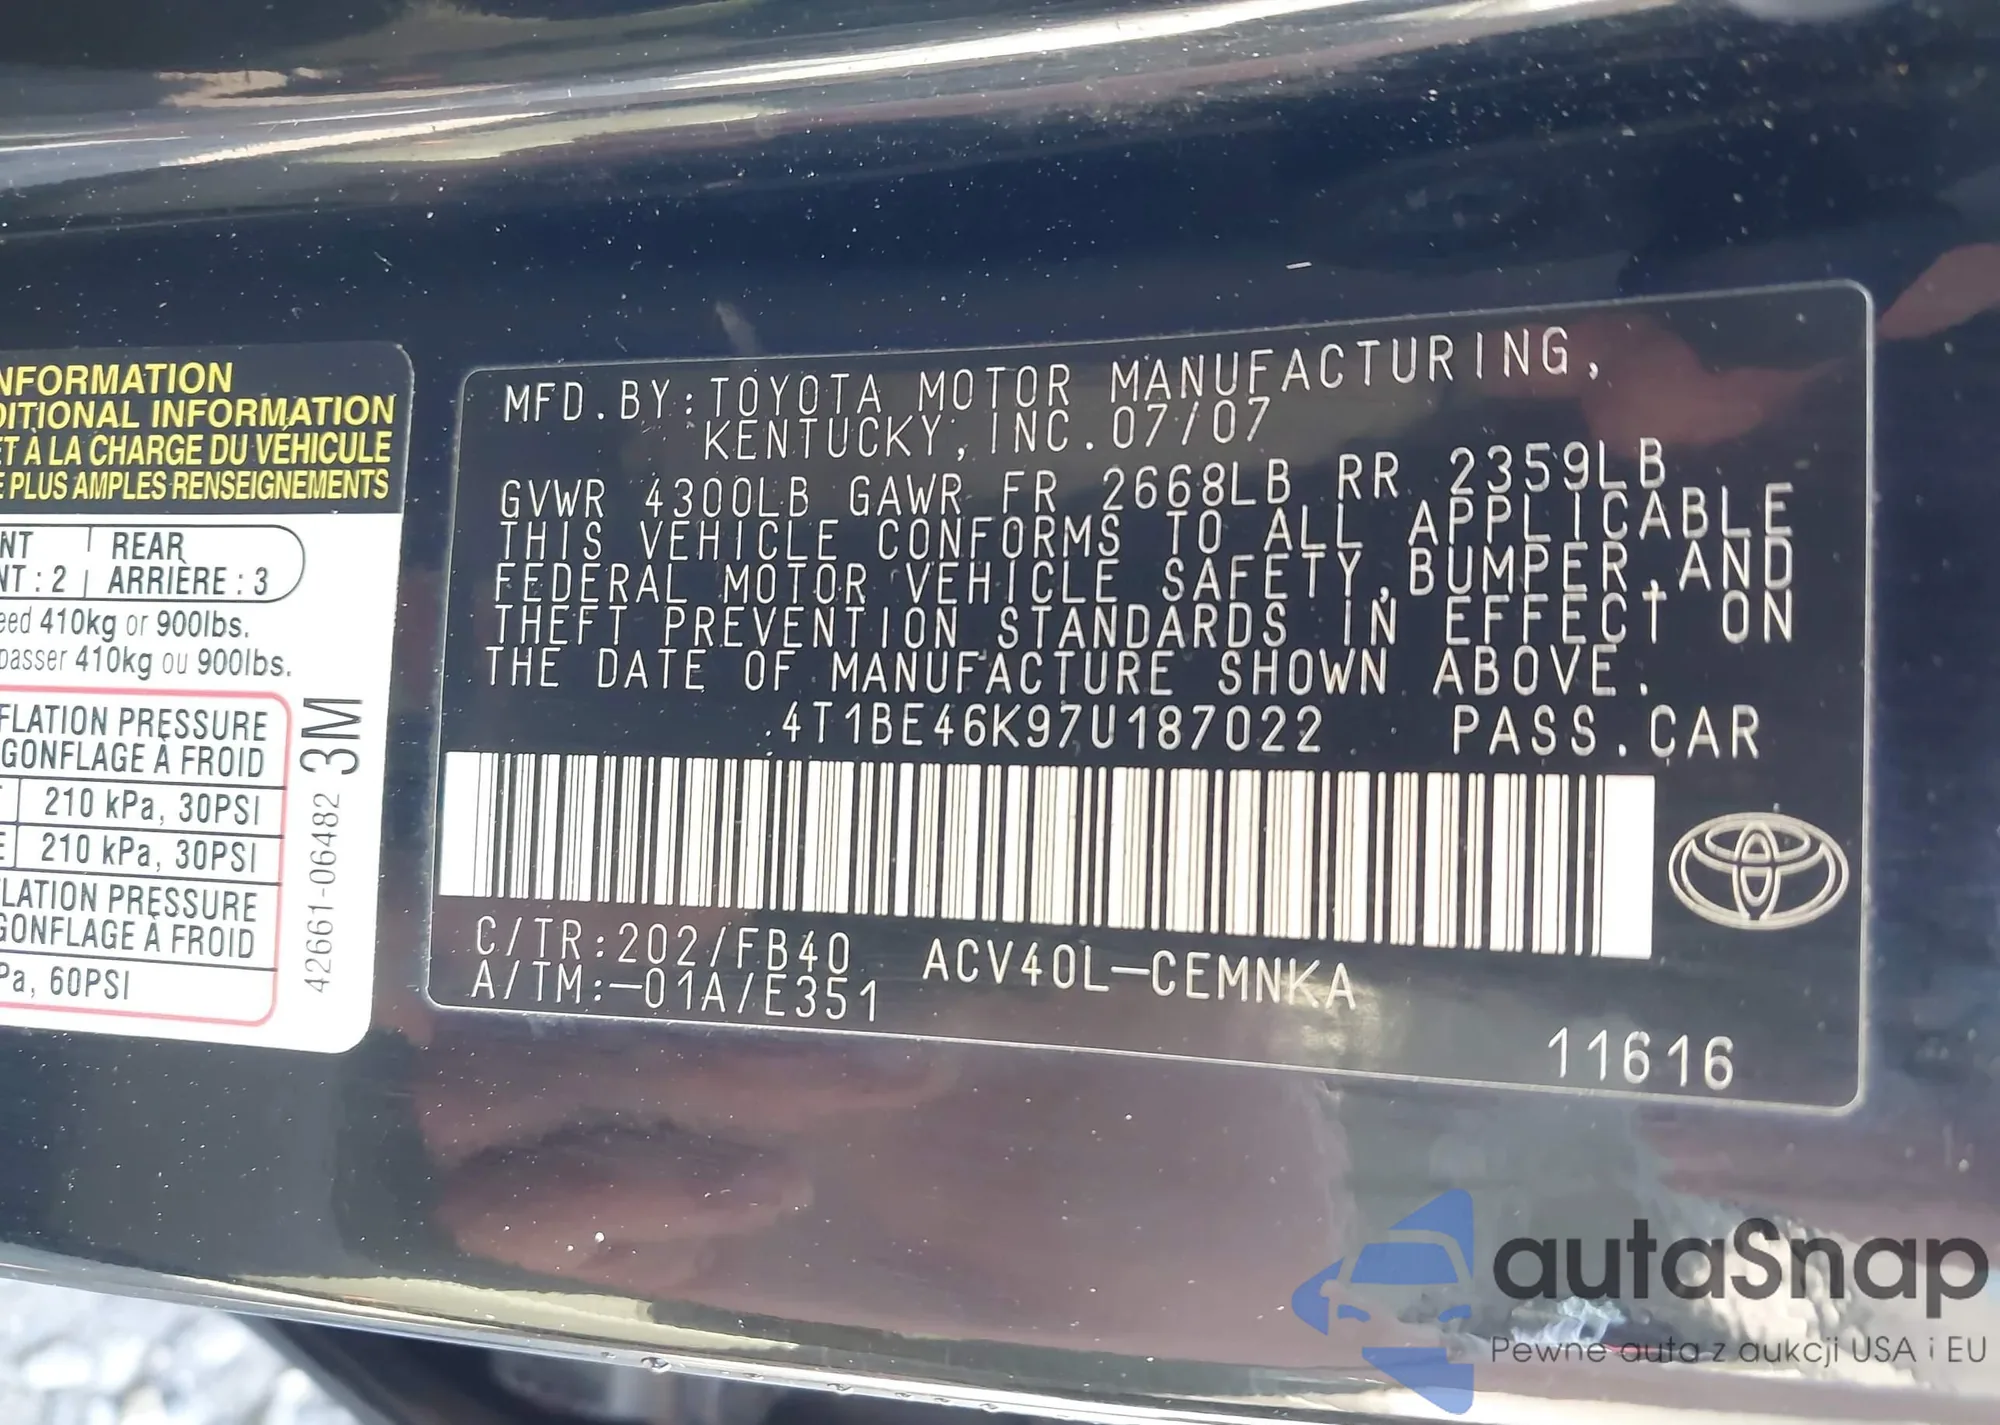 NFORMATION
DITIONAL INFORMATION
ET À LA CHARGE DU VÉHICULE
E PLUS AMPLES RENSEIGNEMENTS
NT REAR
NT : 2 ARRIÈRE : 3
eed 410kg or 900lbs.
passer 410kg ou 900lbs.
FLATION PRESSURE
GONFLAGE À FROID
210 kPa, 30PSI
E 210 kPa, 30PSI
LATION PRESSURE
GONFLAGE À FROID
Pa, 60PSI
42661-06482 3M
MFD.BY:TOYOTA MOTOR MANUFACTURING,
KENTUCKY, INC. 07/07
GVWR 4300LB GAWR FR 2668LB RR 2359LB
THIS VEHICLE CONFORMS TO ALL APPLICABLE
FEDERAL MOTOR VEHICLE SAFETY,BUMPER,AND
THEFT PREVENTION STANDARDS IN EFFECT ON
THE DATE OF MANUFACTURE SHOWN ABOVE.
4T1BE46K97U187022 PASS.CAR
C/TR:202/FB40 ACV40L-CEMNKA
A/TM:-01A/E351
11616
autaSnap
Pewne auta z aukcji USA i EU